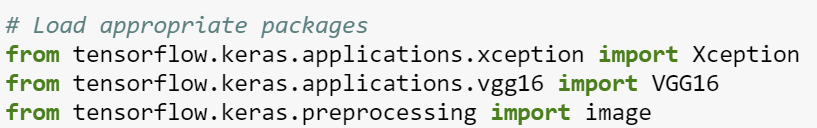 # Load appropriate packages
from tensorflow.keras.applications.xception import Xception
from tensorflow.keras.applications.vgg16 import VGG16
from tensorflow.keras.preprocessing import image